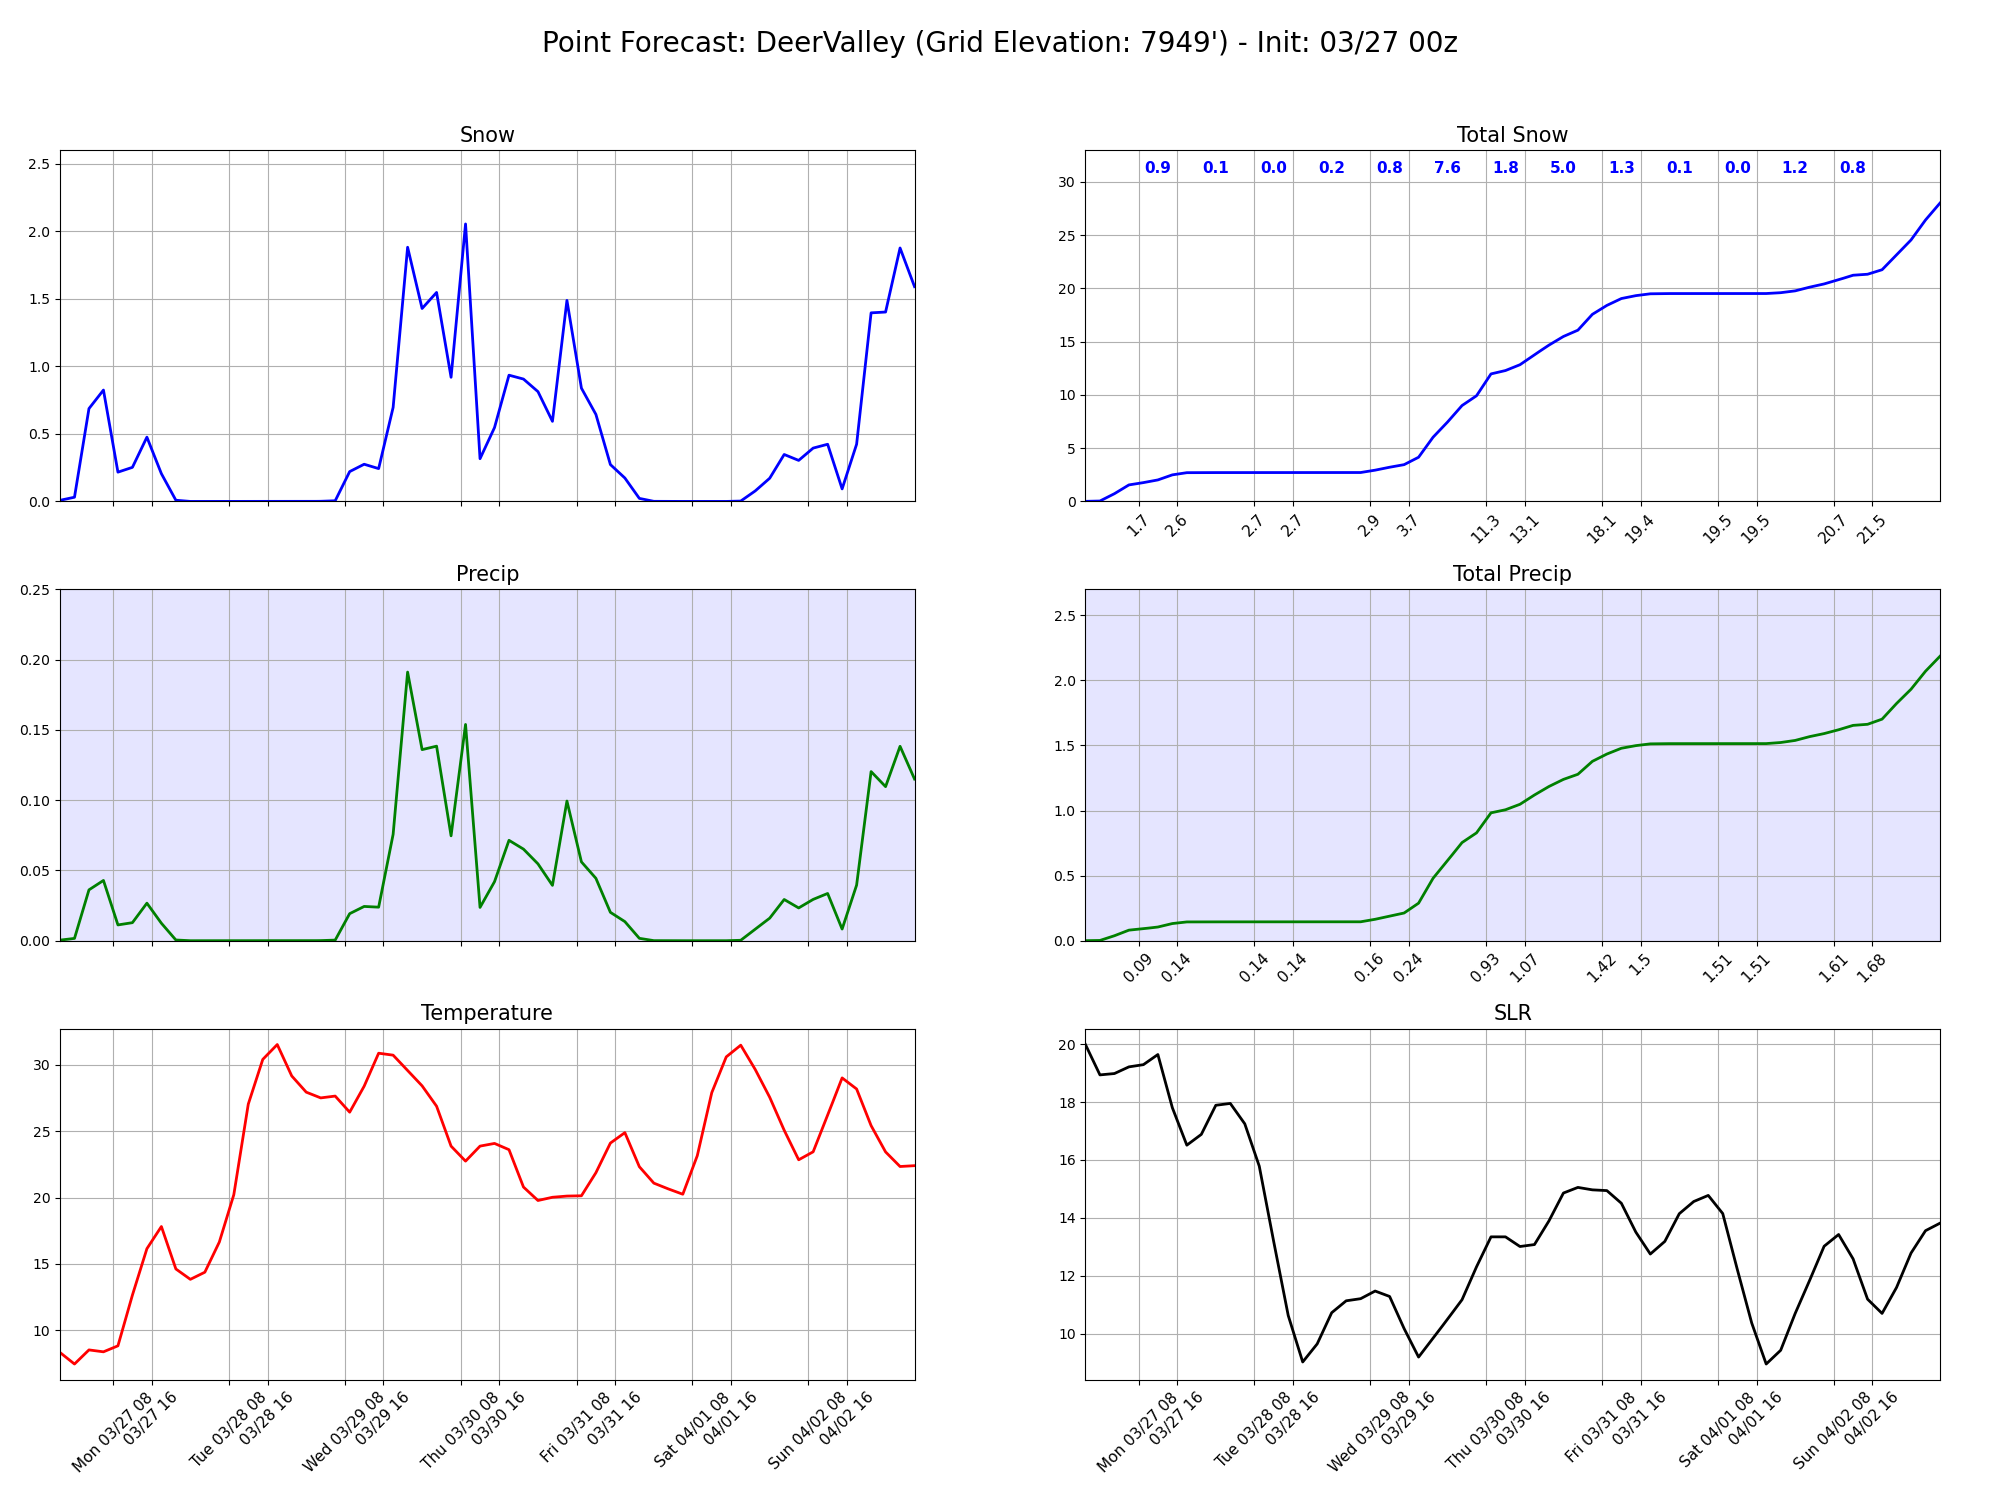 Point Forecast: DeerValley (Grid Elevation: 7949') - Init: 03/27 00z
Snow
2.5
2.0
1.5
1.0
0.5
0.0
Total Snow
0.9 0.1 0.0 0.2 0.8 7.6 1.8 5.0 1.3 0.1 0.0 1.2 0.8
30
25
20
15
10
5
0
1.7 2.6 2.7 2.7 2.9 3.7 11.3 13.1 18.1 19.4 19.5 19.5 20.7 21.5
Precip
0.25
0.20
0.15
0.10
0.05
0.00
Total Precip
2.5
2.0
1.5
1.0
0.5
0.0
0.09 0.14 0.14 0.14 0.16 0.24 0.93 1.07 1.42 1.5 1.51 1.51 1.61 1.68
Temperature
30
25
20
15
10
Mon 03/27 08
03/27 16
Tue 03/28 08
03/28 16
Wed 03/29 08
03/29 16
Thu 03/30 08
03/30 16
Fri 03/31 08
03/31 16
Sat 04/01 08
04/01 16
Sun 04/02 08
04/02 16
SLR
20
18
16
14
12
10
Mon 03/27 08
03/27 16
Tue 03/28 08
03/28 16
Wed 03/29 08
03/29 16
Thu 03/30 08
03/30 16
Fri 03/31 08
03/31 16
Sat 04/01 08
04/01 16
Sun 04/02 08
04/02 16